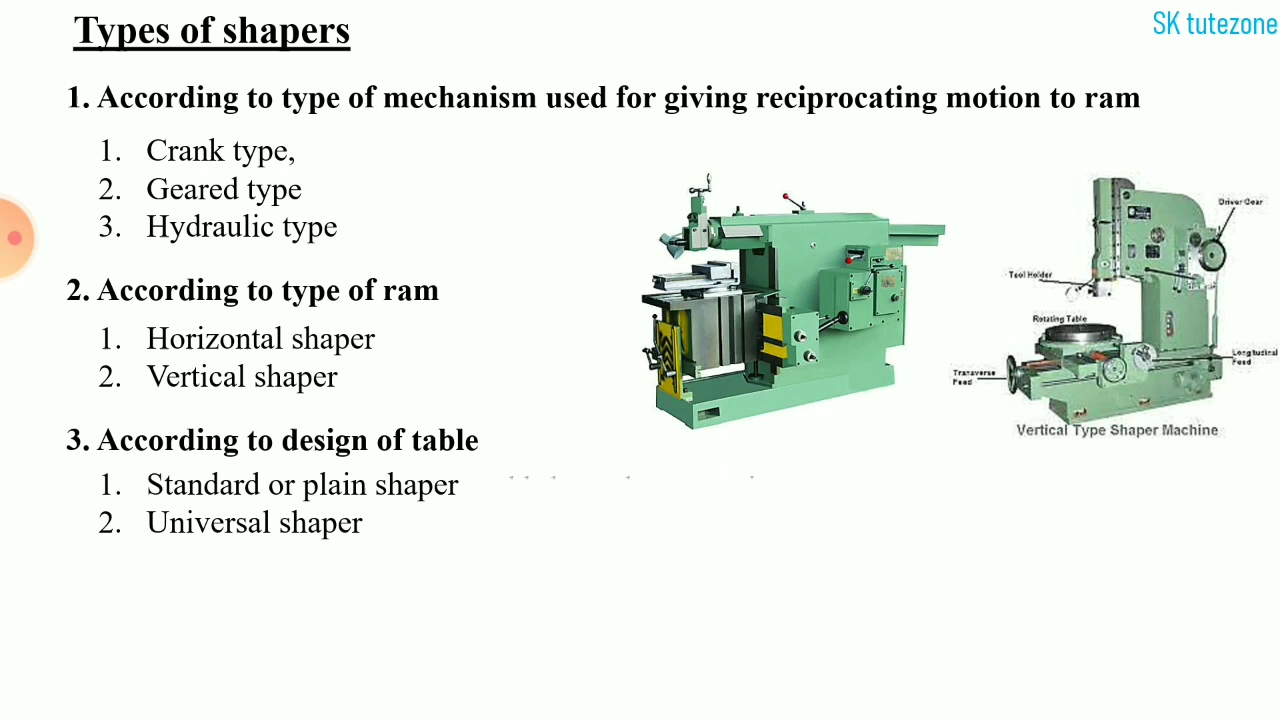 Types of shapers
SK tutezone
1. According to type of mechanism used for giving reciprocating motion to ram
1. Crank type,
2. Geared type
3. Hydraulic type
2. According to type of ram
1. Horizontal shaper
2. Vertical shaper
3. According to design of table
1. Standard or plain shaper
2. Universal shaper
Driver Gear
Tool Holder
Rotating Table
Longitudinal
Feed
Transverse
Feed
Vertical Type Shaper Machine